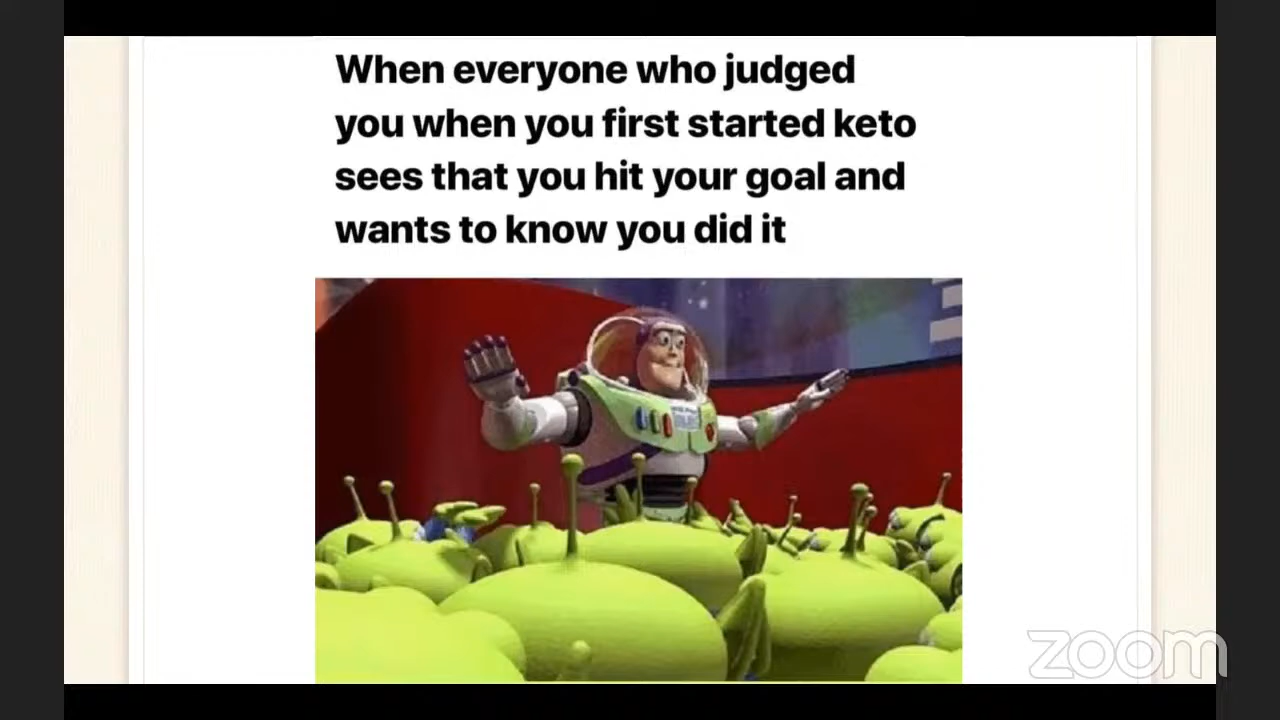 When everyone who judged
you when you first started keto
sees that you hit your goal and
wants to know you did it
zoom